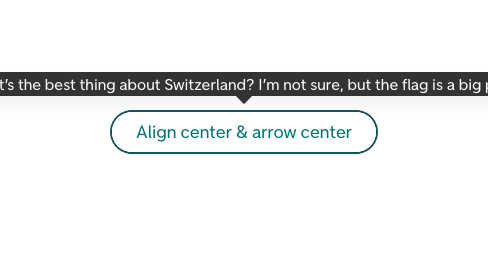 t's the best thing about Switzerland? I'm not sure, but the flag is a big
Align center & arrow center